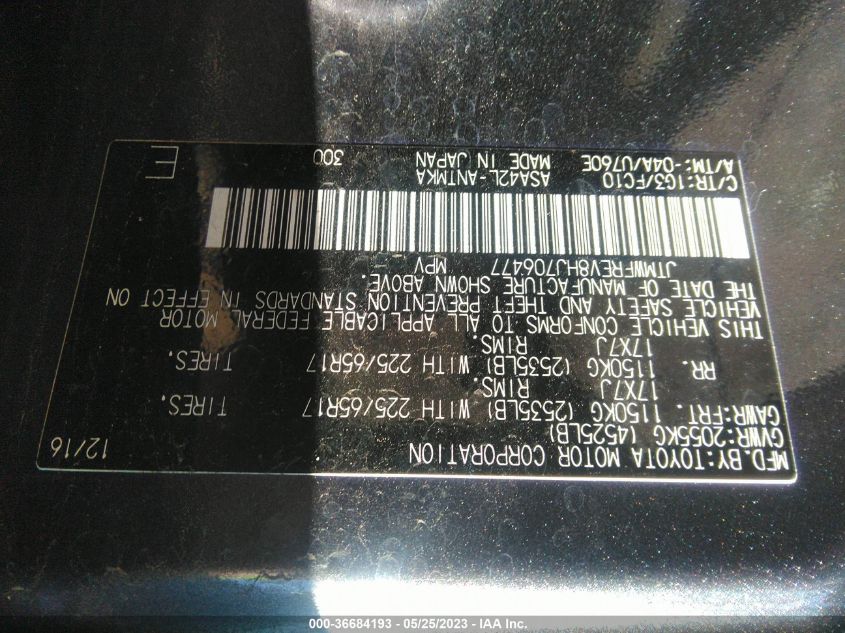 MFD. BY: TOYOTA MOTOR CORPORATION 12/16
GVWR: 2055KG (4525LB)
GAWR: FRT. 1150KG (2535LB) WITH 225/65R17 TIRES.
17X7J RIMS.
RR. 1150KG (2535LB) WITH 225/65R17 TIRES.
17X7J RIMS.
THIS VEHICLE CONFORMS TO ALL APPLICABLE FEDERAL MOTOR
VEHICLE SAFETY AND THEFT PREVENTION STANDARDS IN EFFECT ON
THE DATE OF MANUFACTURE SHOWN ABOVE.
JTMWFREV8HJ706477 MPV
C/TR: 1G3/FC10 ASA42L-ANTMKA 300 E
A/TM: -04A/U760E MADE IN JAPAN
000-36684193 - 05/25/2023 - IAA Inc.